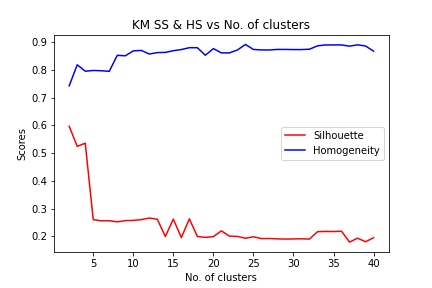 KM SS & HS vs No. of clusters
Scores
0.9
0.8
0.7
0.6
0.5
0.4
0.3
0.2
Silhouette
Homogeneity
5 10 15 20 25 30 35 40
No. of clusters